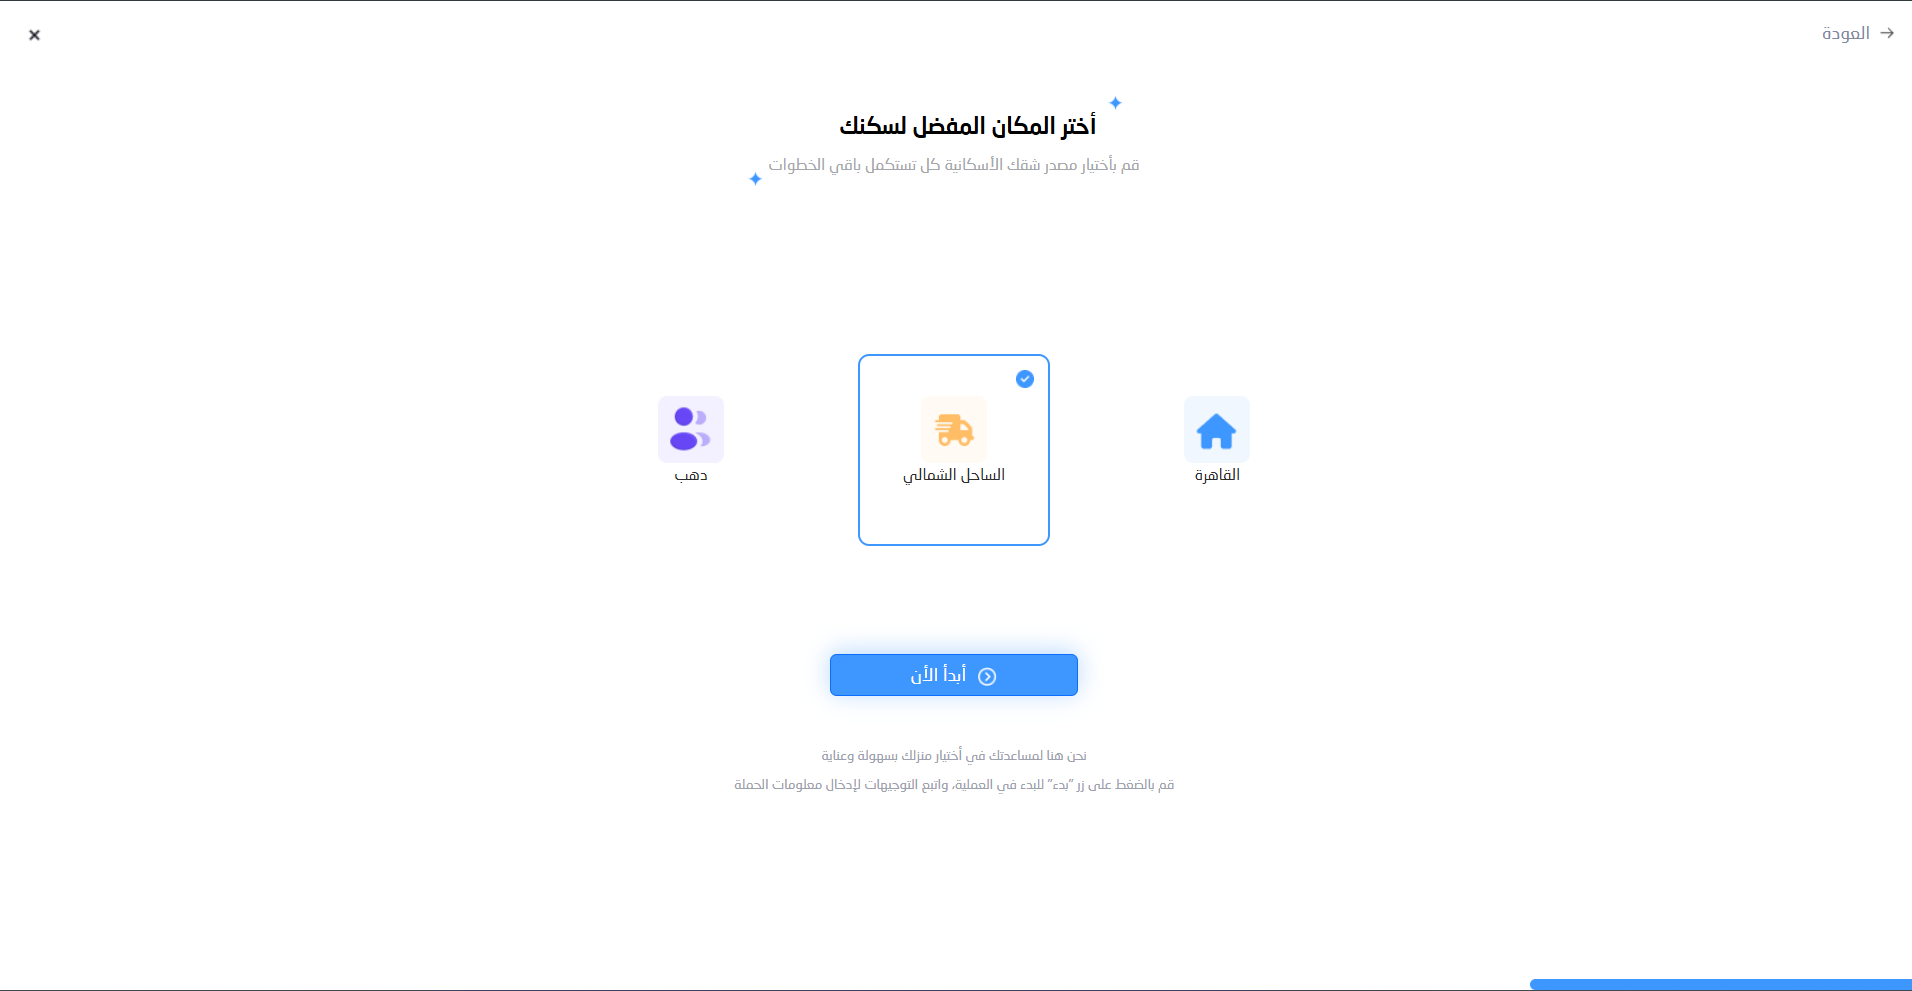 العودة
أختر المكان المفضل لسكنك
قم بأختيار مصدر شقك الأسكانية كل تستكمل باقي الخطوات
القاهرة
الساحل الشمالي
دهب
أبدأ الأن
نحن هنا لمساعدتك في أختيار منزلك بسهولة وعناية
قم بالضغط على زر "بدء" للبدء في العملية، واتبع التوجيهات لإدخال معلومات الحملة